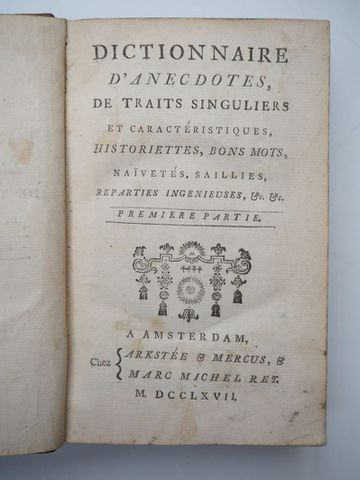 DICTIONNAIRE
D'ANECDOTES,
DE TRAITS SINGULIERS
ET CARACTÉRISTIQUES,
HISTORIETTES, BONS MOTS,
NAÏVETÉS, SAILLIES,
REPARTIES INGENIEUSES, &c. &c.
PREMIERE PARTIE.
A AMSTERDAM,
Chez { ARKSTÉE & MERCUS, &
MARC MICHEL REY.
M. DCCLXVII.